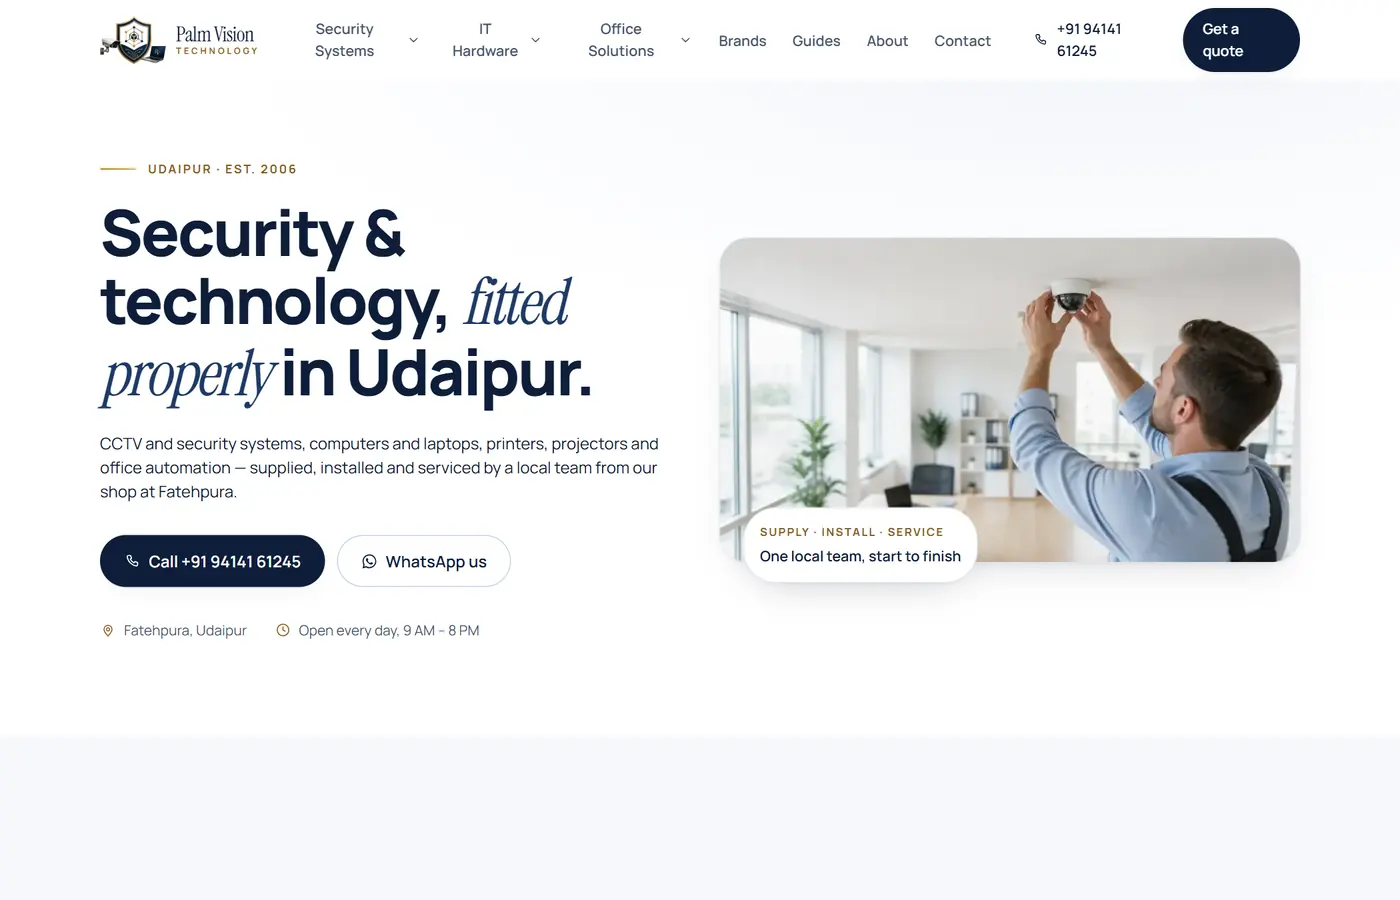 Palm Vision
TECHNOLOGY
Security
Systems
IT
Hardware
Office
Solutions
Brands
Guides
About
Contact
+91 94141
61245
Get a
quote
UDAIPUR · EST. 2006
Security &
technology, fitted
properly in Udaipur.
CCTV and security systems, computers and laptops, printers, projectors and
office automation — supplied, installed and serviced by a local team from our
shop at Fatehpura.
Call +91 94141 61245
WhatsApp us
Fatehpura, Udaipur
Open every day, 9 AM – 8 PM
SUPPLY · INSTALL · SERVICE
One local team, start to finish